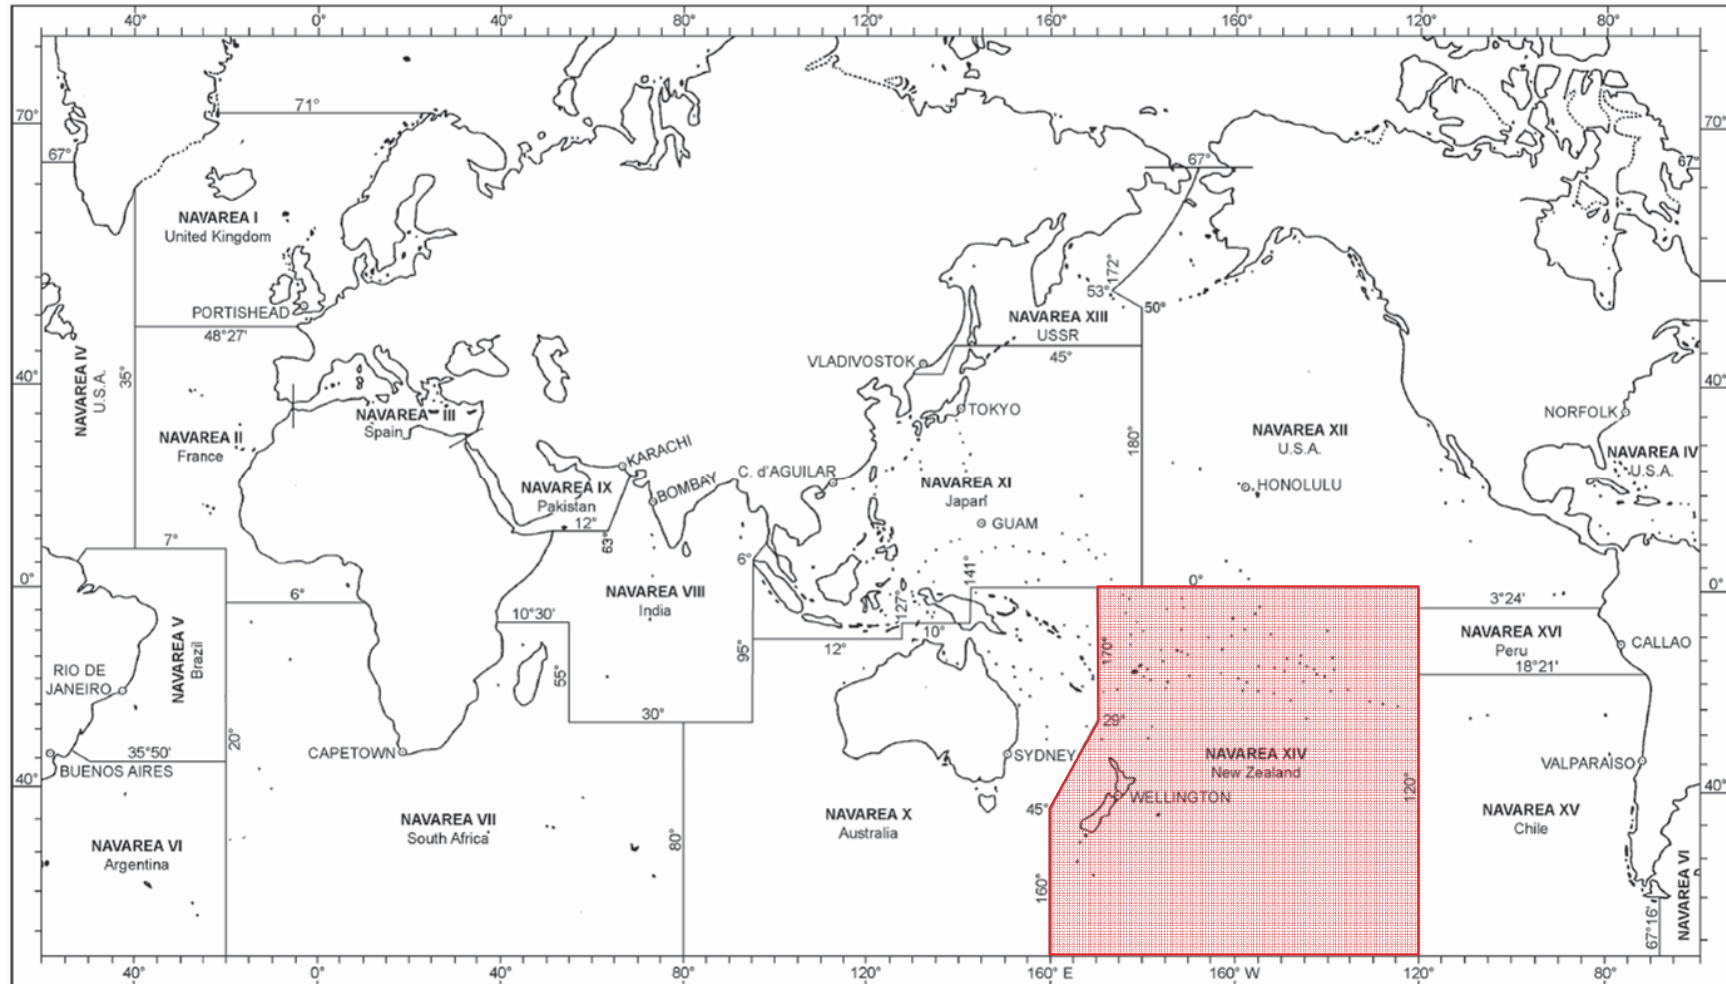 40°
0°
40°
80°
120°
160°
160°
120°
80°
70°
70°
71°
67°
67°
67°
NAVAREA I
United Kingdom
172°
53°
50°
PORTISHEAD
48°27'
NAVAREA XIII
USSR
45°
VLADIVOSTOK
NAVAREA IV
U.S.A.
35°
40°
40°
NAVAREA III
Spain
TOKYO
NORFOLK
NAVAREA II
France
NAVAREA XII
U.S.A.
180°
KARACHI
NAVAREA IV
U.S.A.
C. d'AGUILAR
BOMBAY
NAVAREA IX
Pakistan
NAVAREA XI
Japan
HONOLULU
12°
GUAM
63°
7°
6°
141°
0°
0°
0°
6°
NAVAREA VIII
India
127°
3°24'
10°30'
10°
12°
NAVAREA XVI
Peru
CALLAO
NAVAREA V
Brazil
95°
170°
55°
18°21'
RIO DE
JANEIRO
30°
29°
20°
35°50'
CAPETOWN
SYDNEY
NAVAREA XIV
New Zealand
VALPARAISO
BUENOS AIRES
40°
40°
120°
WELLINGTON
45°
NAVAREA XV
Chile
NAVAREA VII
South Africa
NAVAREA X
Australia
80°
NAVAREA VI
Argentina
160°
NAVAREA VI
67°16'
40°
0°
40°
80°
120°
160° E
160° W
120°
80°